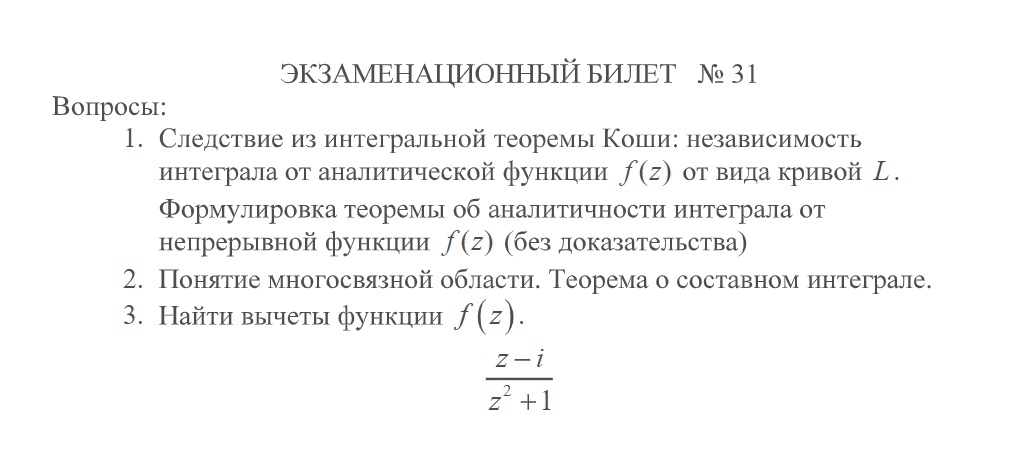 ЭКЗАМЕНАЦИОННЫЙ БИЛЕТ № 31
Вопросы:
1. Следствие из интегральной теоремы Коши: независимость
интеграла от аналитической функции f(z) от вида кривой L.
Формулировка теоремы об аналитичности интеграла от
непрерывной функции f(z) (без доказательства)
2. Понятие многосвязной области. Теорема о составном интеграле.
3. Найти вычеты функции f(z).
z − i
z² + 1